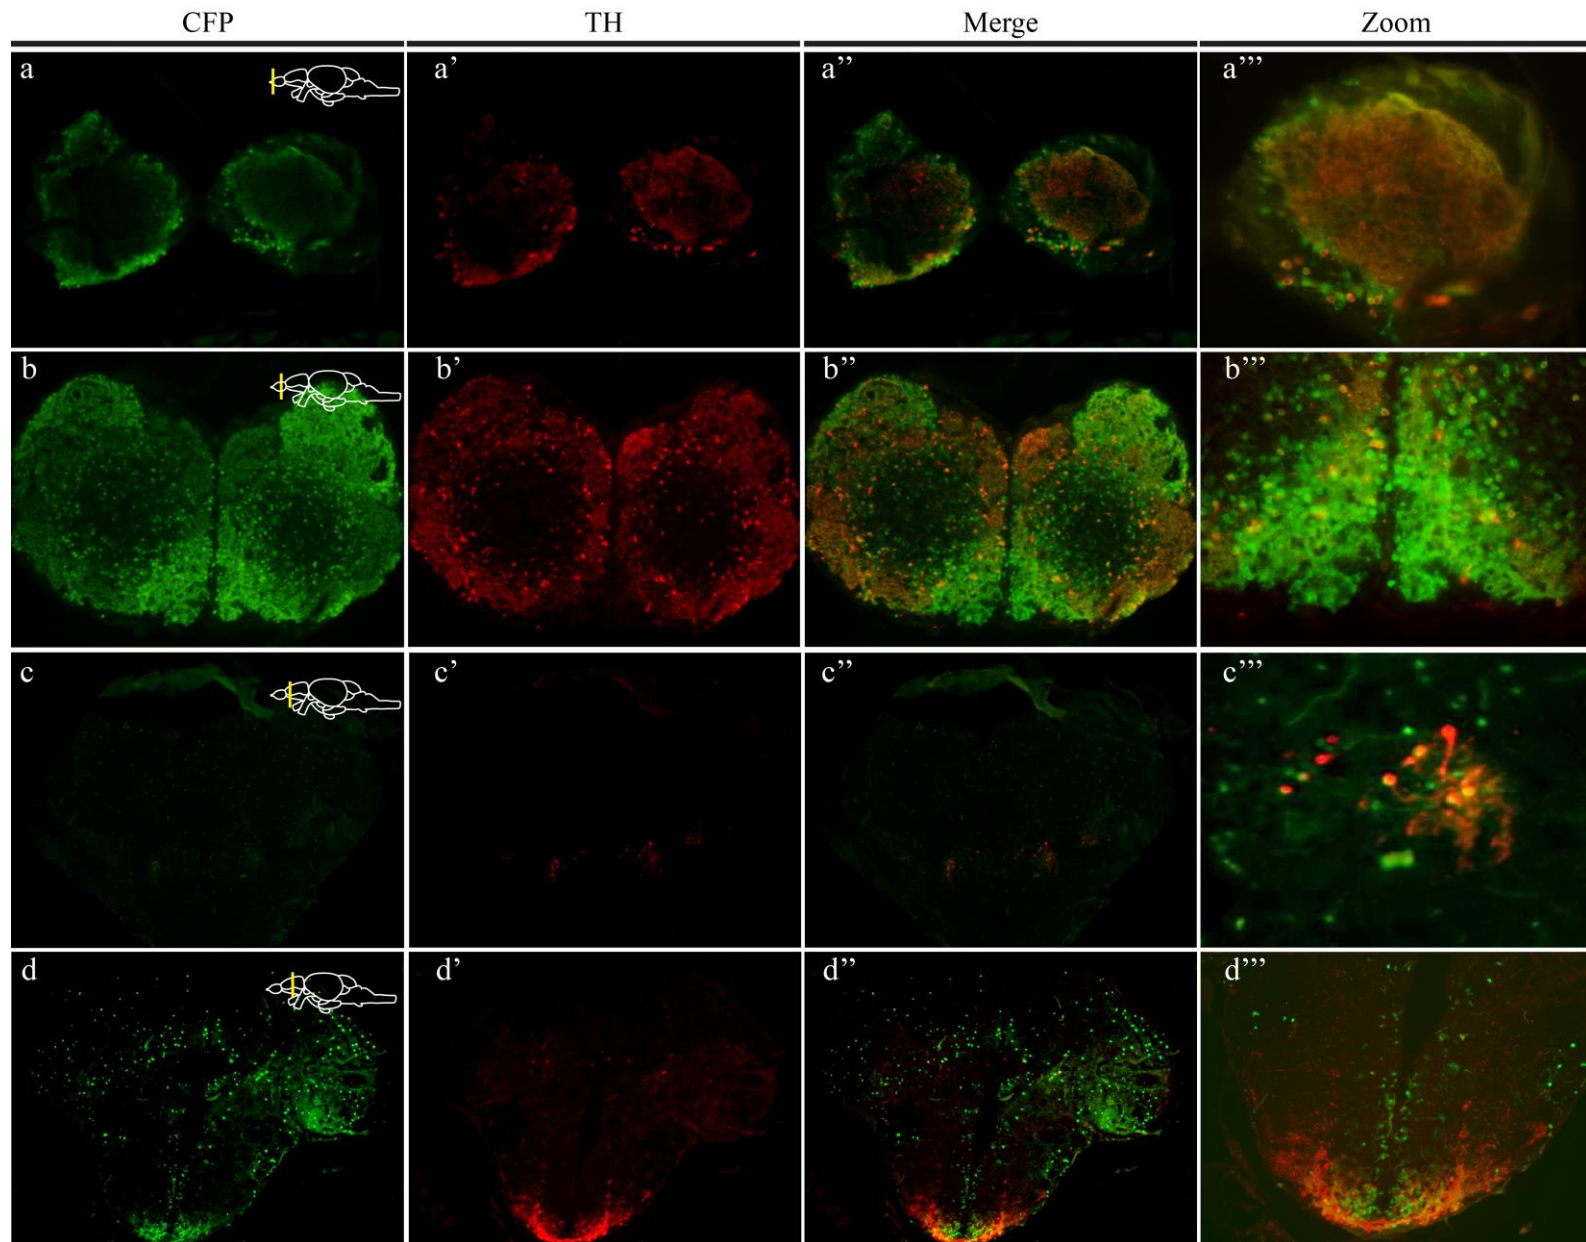 CFP TH Merge Zoom
a a’ a’’ a’’’
b b’ b’’ b’’’
c c’ c’’ c’’’
d d’ d’’ d’’’